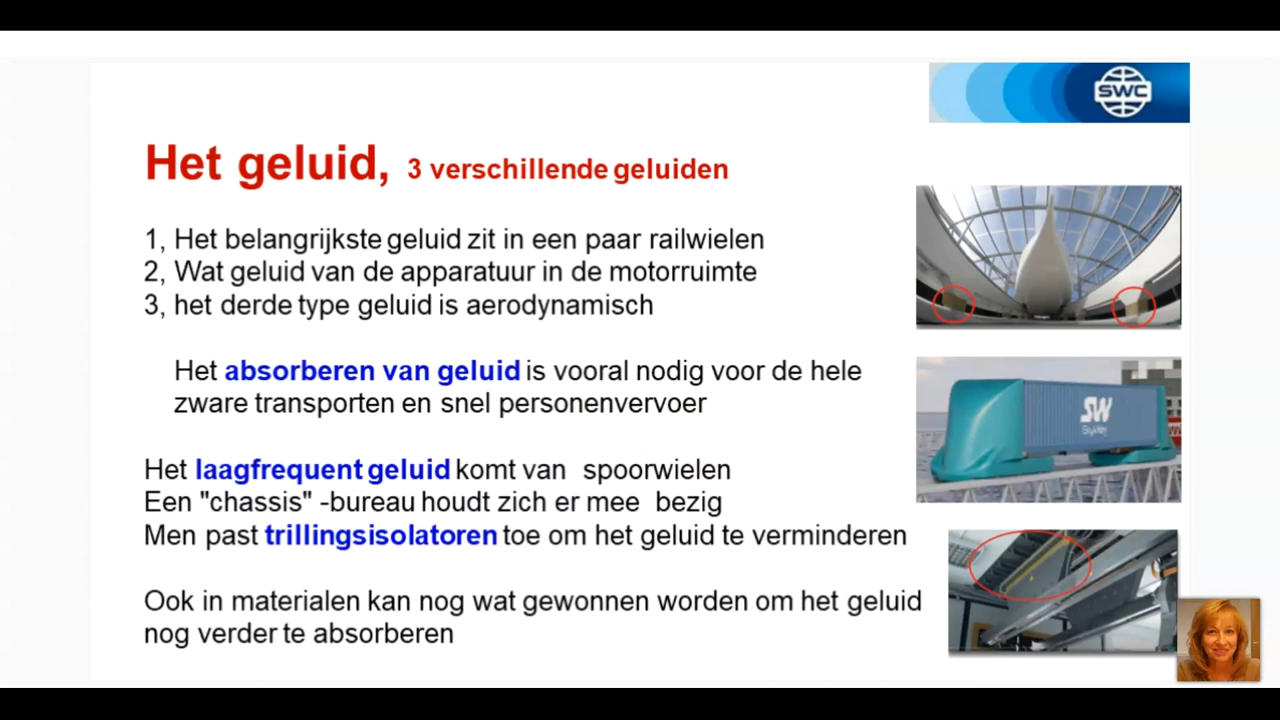 SWC
Het geluid, 3 verschillende geluiden
1, Het belangrijkste geluid zit in een paar railwielen
2, Wat geluid van de apparatuur in de motorruimte
3, het derde type geluid is aerodynamisch
Het absorberen van geluid is vooral nodig voor de hele
zware transporten en snel personenvervoer
SW
SkyWay
Het laagfrequent geluid komt van spoorwielen
Een "chassis" -bureau houdt zich er mee bezig
Men past trillingsisolatoren toe om het geluid te verminderen
Ook in materialen kan nog wat gewonnen worden om het geluid
nog verder te absorberen